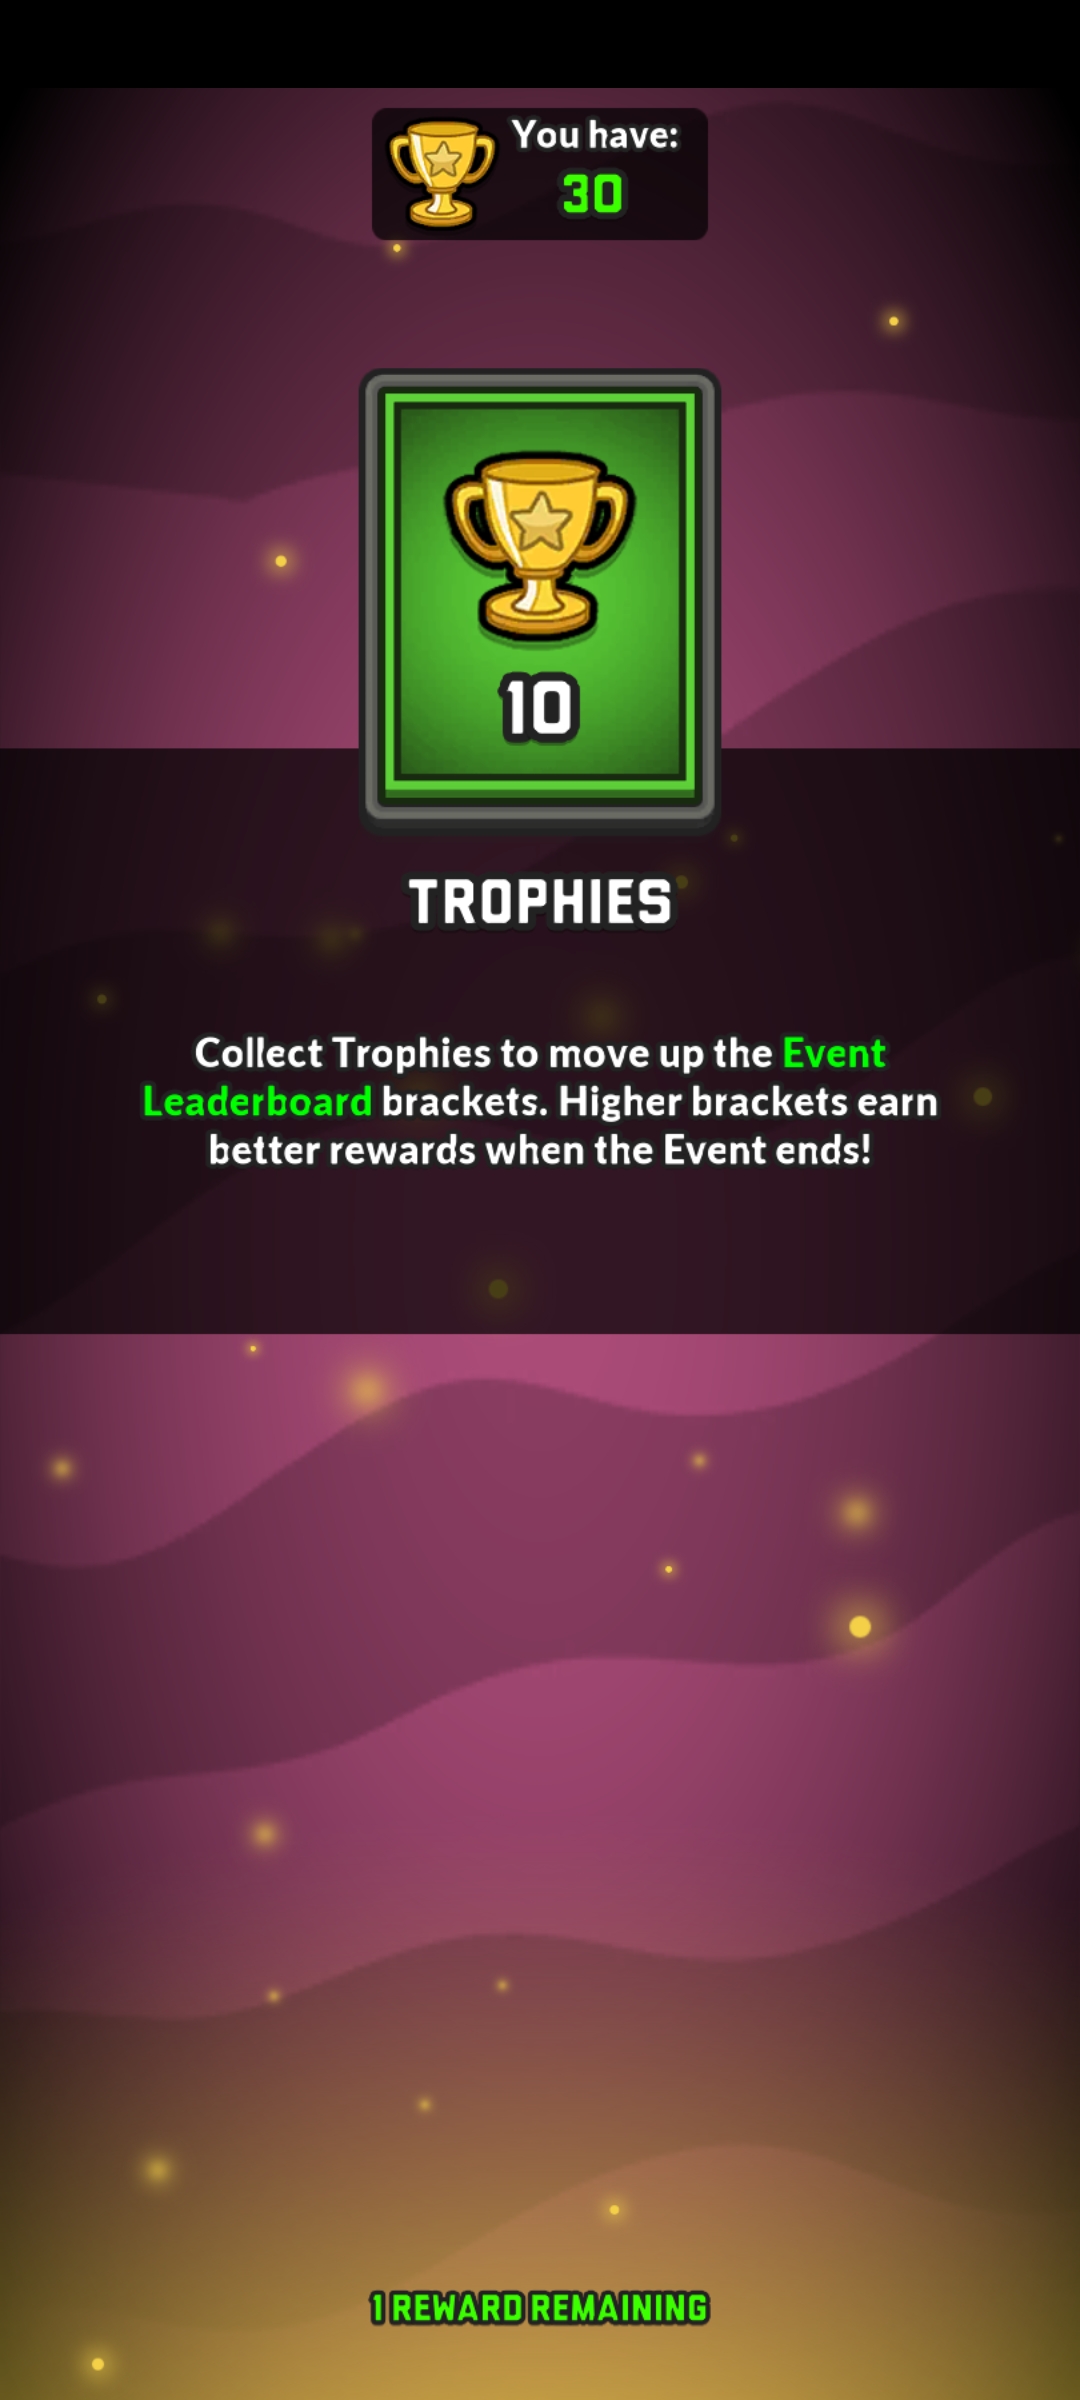 You have:
30
10
TROPHIES
Collect Trophies to move up the Event
Leaderboard brackets. Higher brackets earn
better rewards when the Event ends!
1 REWARD REMAINING